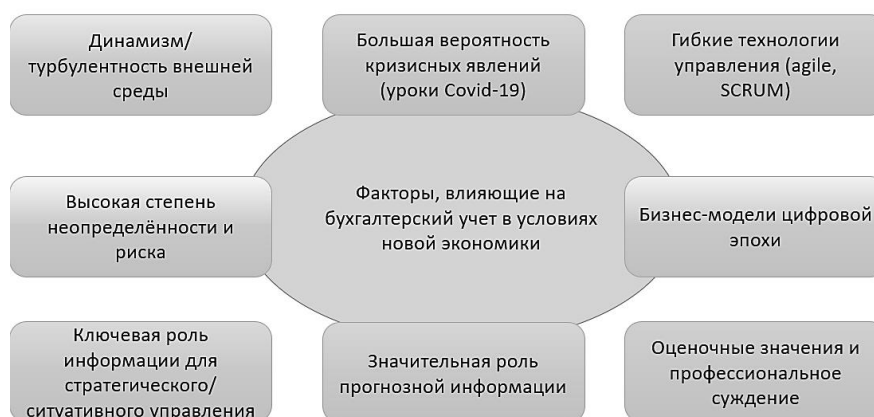 Динамизм/
турбулентность внешней
среды
Большая вероятность
кризисных явлений
(уроки Covid-19)
Гибкие технологии
управления (agile,
SCRUM)
Высокая степень
неопределённости и
риска
Факторы, влияющие на
бухгалтерский учет в условиях
новой экономики
Бизнес-модели цифровой
эпохи
Ключевая роль
информации для
стратегического/
ситуативного управления
Значительная роль
прогнозной информации
Оценочные значения и
профессиональное
суждение